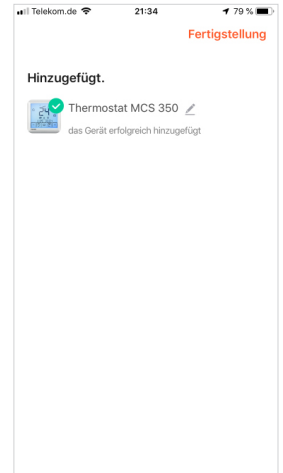 Telekom.de 21:34 79 %
Fertigstellung
Hinzugefügt.
Thermostat MCS 350
das Gerät erfolgreich hinzugefügt